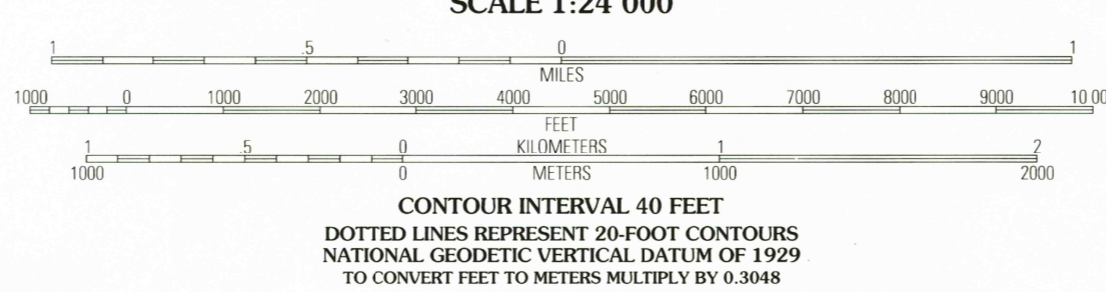 SCALE 1:24 000
1 .5 0 1
MILES
1000 0 1000 2000 3000 4000 5000 6000 7000 8000 9000 10 00
FEET
1 .5 0 KILOMETERS 1 2
1000 0 METERS 1000 2000
CONTOUR INTERVAL 40 FEET
DOTTED LINES REPRESENT 20-FOOT CONTOURS
NATIONAL GEODETIC VERTICAL DATUM OF 1929
TO CONVERT FEET TO METERS MULTIPLY BY 0.3048